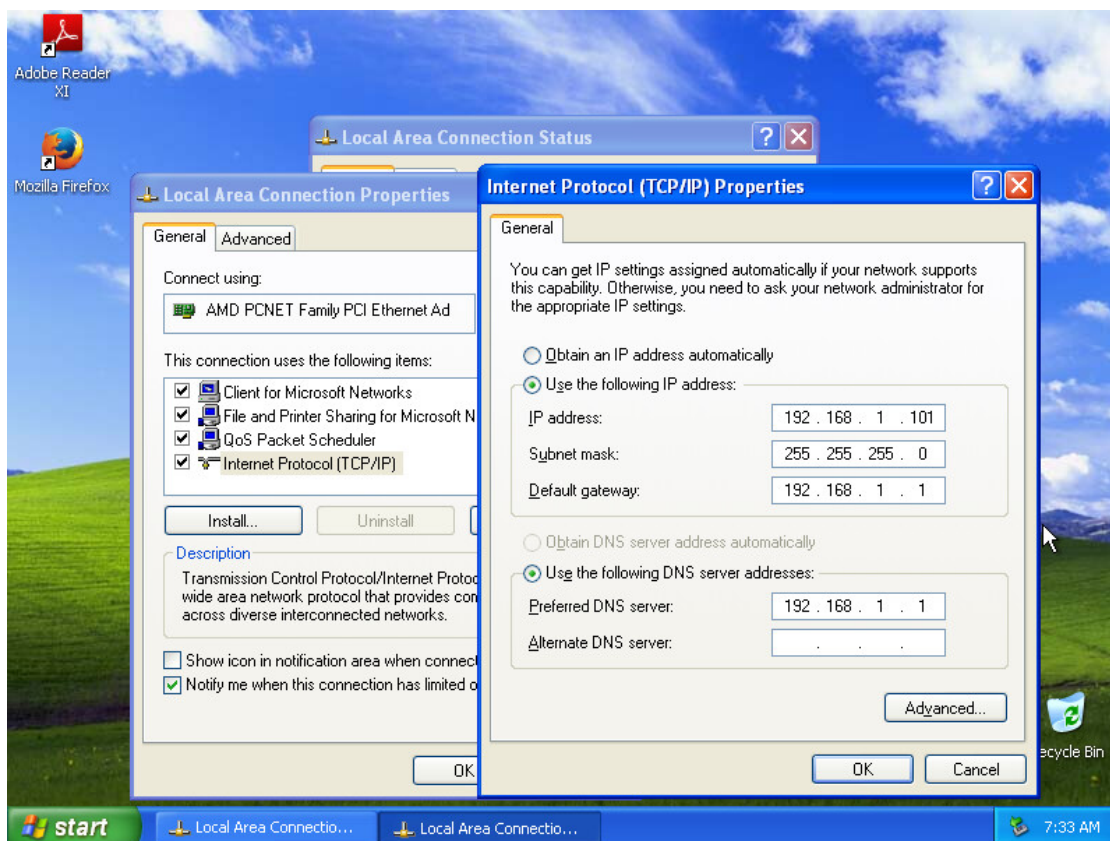 Adobe Reader
XI
Mozilla Firefox
Local Area Connection Status
Local Area Connection Properties
General
Advanced
Connect using:
AMD PCNET Family PCI Ethernet Ad
This connection uses the following items:
Client for Microsoft Networks
File and Printer Sharing for Microsoft N
QoS Packet Scheduler
Internet Protocol (TCP/IP)
Install...
Uninstall
Description
Transmission Control Protocol/Internet Protoc
wide area network protocol that provides con
across diverse interconnected networks.
Show icon in notification area when connect
Notify me when this connection has limited o
OK
Internet Protocol (TCP/IP) Properties
General
You can get IP settings assigned automatically if your network supports
this capability. Otherwise, you need to ask your network administrator for
the appropriate IP settings.
Obtain an IP address automatically
Use the following IP address:
IP address: 192 . 168 . 1 . 101
Subnet mask: 255 . 255 . 255 . 0
Default gateway: 192 . 168 . 1 . 1
Obtain DNS server address automatically
Use the following DNS server addresses:
Preferred DNS server: 192 . 168 . 1 . 1
Alternate DNS server: . . .
Advanced...
OK
Cancel
ecycle Bin
start
Local Area Connectio...
Local Area Connectio...
7:33 AM